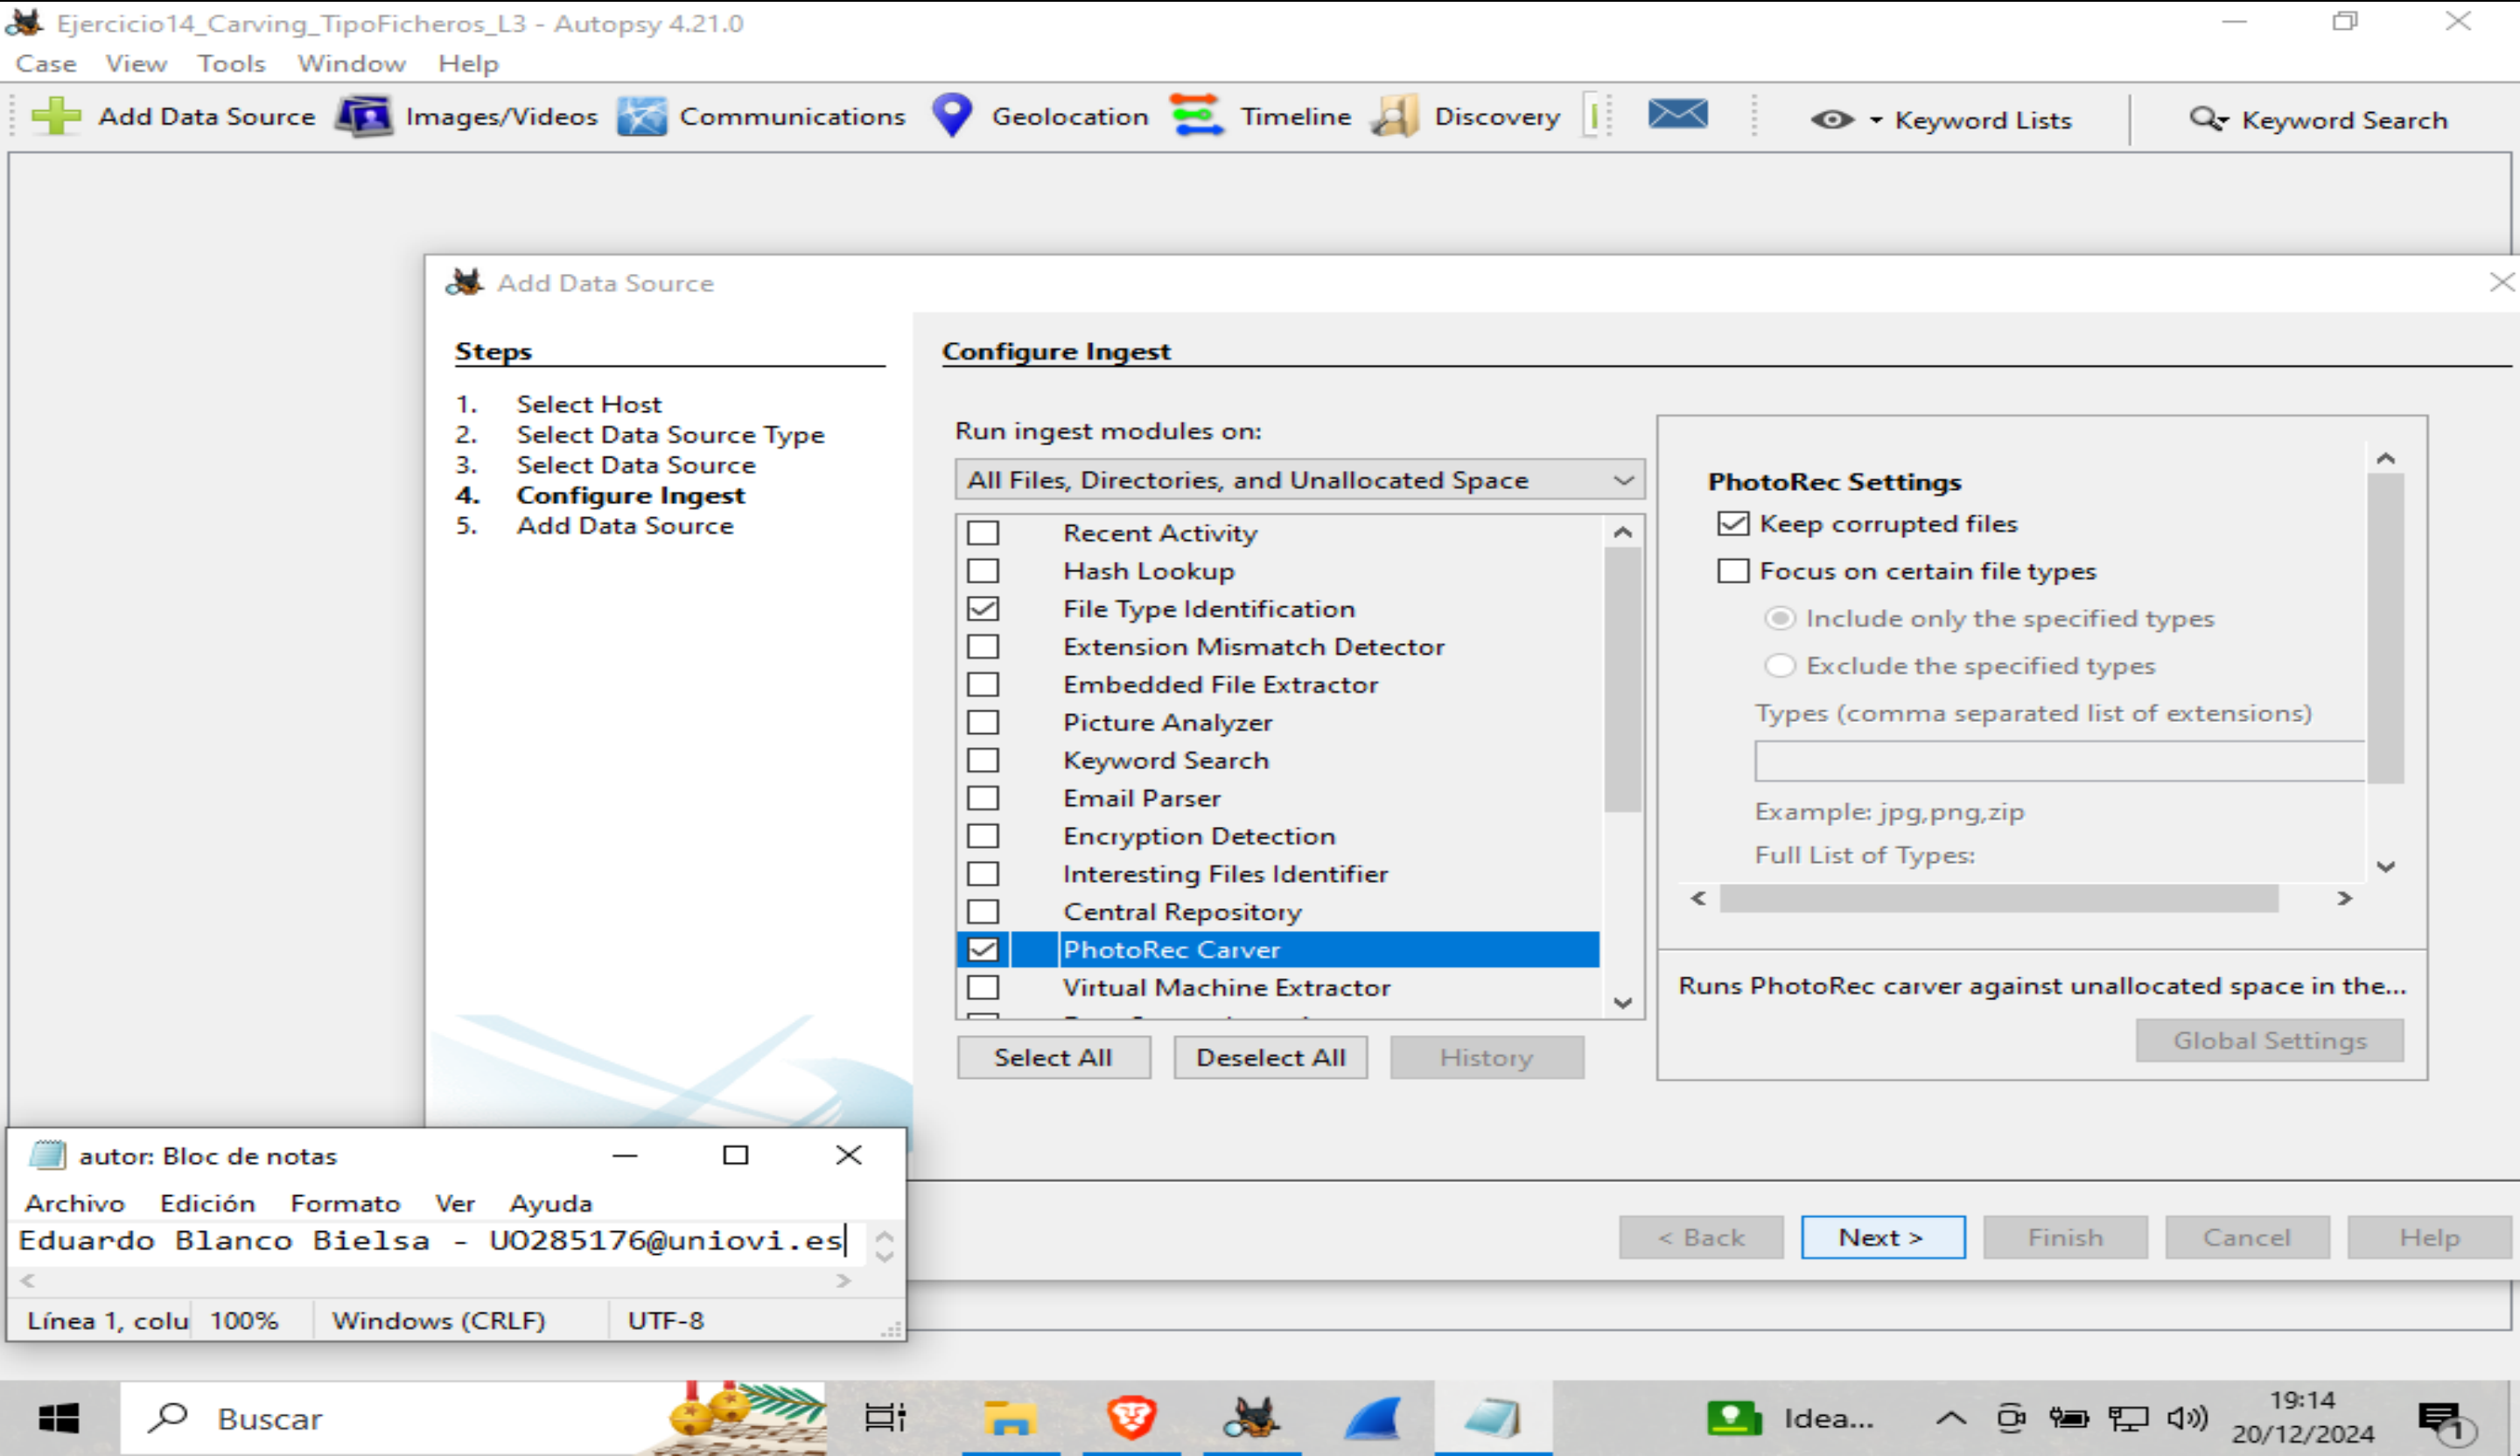 Ejercicio14_Carving_TipoFicheros_L3 - Autopsy 4.21.0
Case View Tools Window Help
Add Data Source Images/Videos Communications Geolocation Timeline Discovery Keyword Lists Keyword Search
Add Data Source
Steps
1. Select Host
2. Select Data Source Type
3. Select Data Source
4. Configure Ingest
5. Add Data Source
Configure Ingest
Run ingest modules on:
All Files, Directories, and Unallocated Space
Recent Activity
Hash Lookup
File Type Identification
Extension Mismatch Detector
Embedded File Extractor
Picture Analyzer
Keyword Search
Email Parser
Encryption Detection
Interesting Files Identifier
Central Repository
PhotoRec Carver
Virtual Machine Extractor
Select All Deselect All History
PhotoRec Settings
Keep corrupted files
Focus on certain file types
Include only the specified types
Exclude the specified types
Types (comma separated list of extensions)
Example: jpg,png,zip
Full List of Types:
Runs PhotoRec carver against unallocated space in the...
Global Settings
< Back Next > Finish Cancel Help
autor: Bloc de notas
Archivo Edición Formato Ver Ayuda
Eduardo Blanco Bielsa - UO285176@uniovi.es
Línea 1, colu 100% Windows (CRLF) UTF-8
Buscar
Idea...
19:14
20/12/2024
1